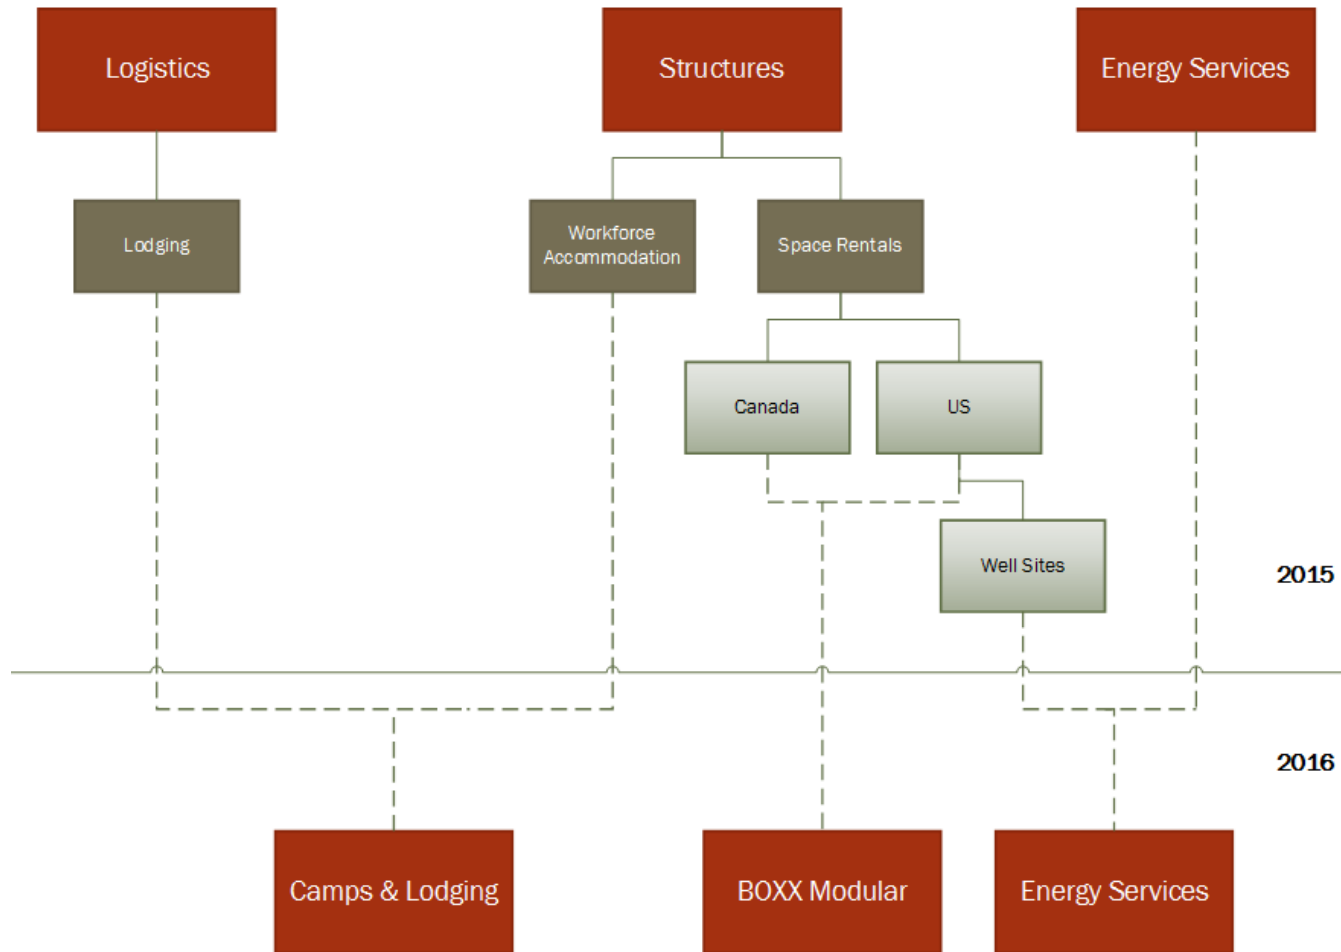 Logistics
Structures
Energy Services
Lodging
Workforce
Accommodation
Space Rentals
Canada
US
Well Sites
2015
2016
Camps & Lodging
BOXX Modular
Energy Services